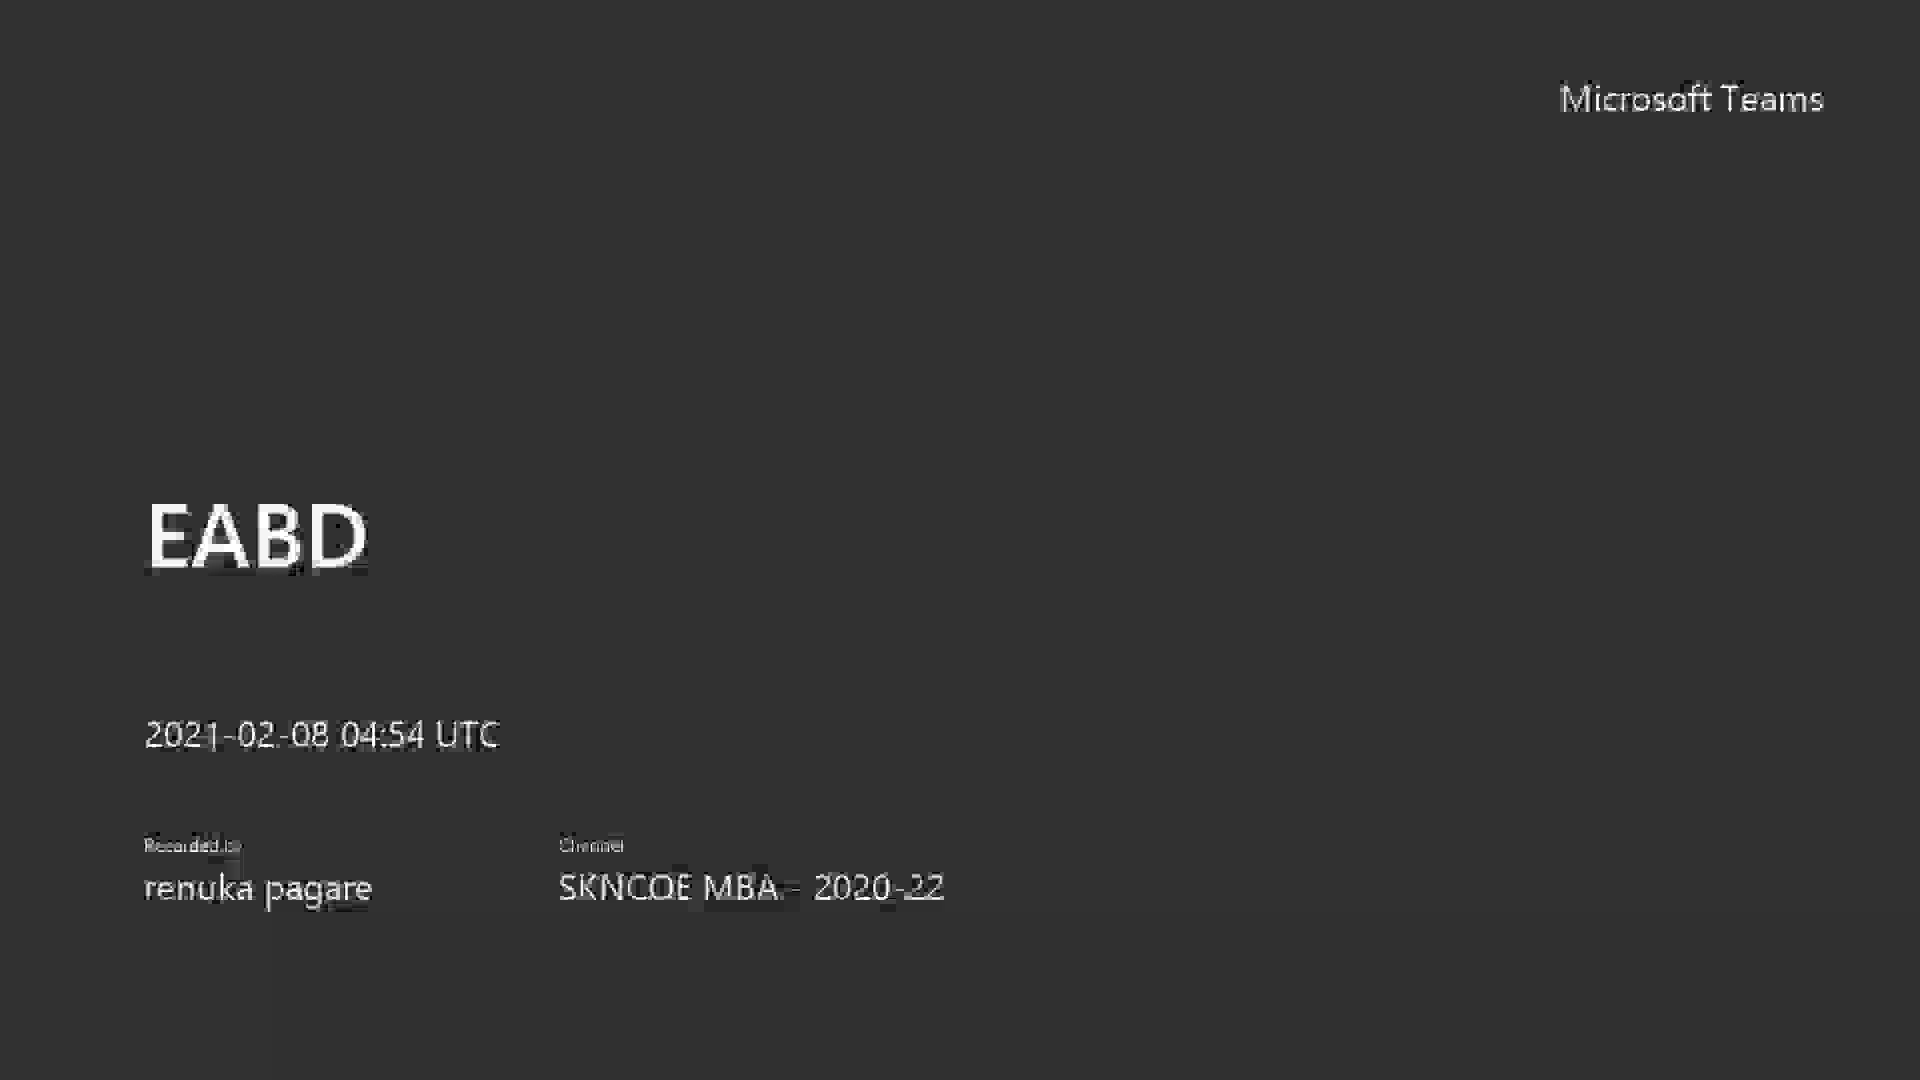 Microsoft Teams
EABD
2021-02-08 04:54 UTC
Recorded by
Channel
renuka pagare
SKNCOE MBA - 2020-22